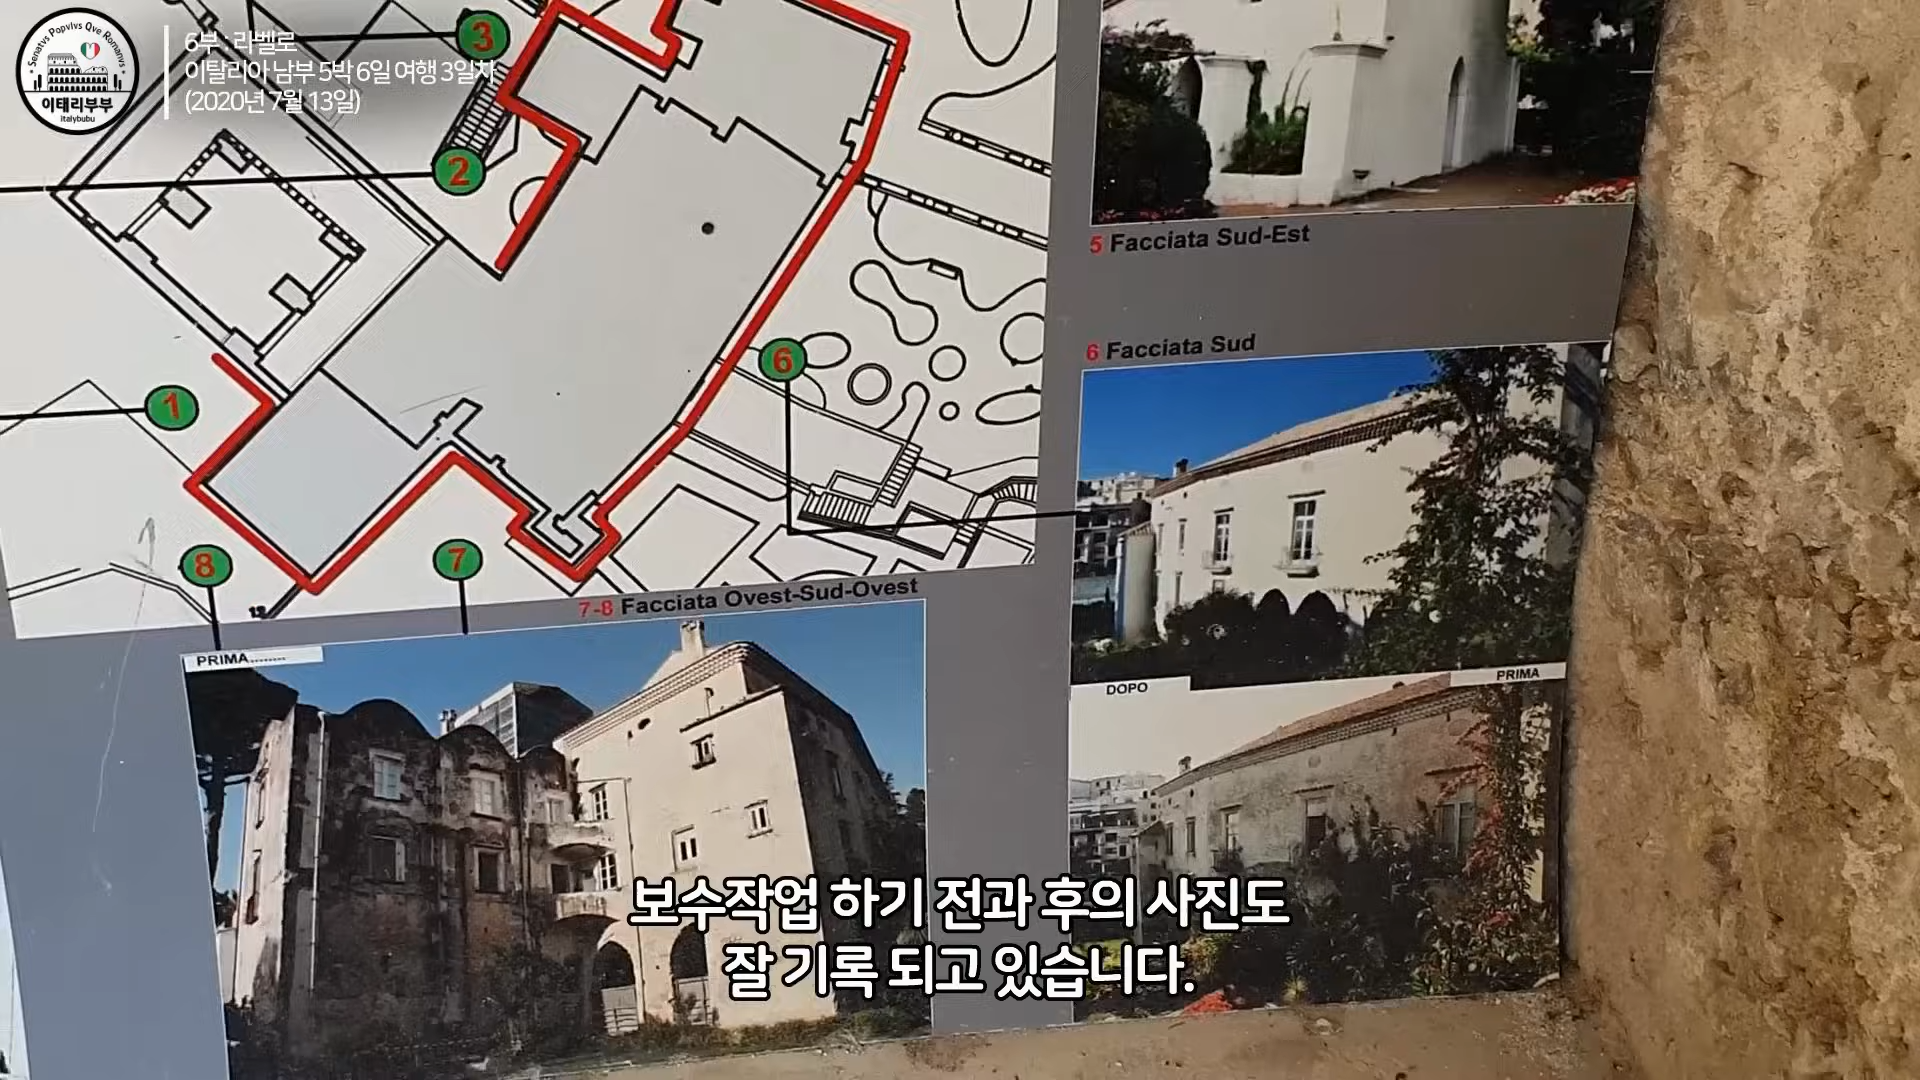 Senatvs Popvlvs Qve Romanvs
이태리부부
italybubu
6부 : 라벨로
이탈리아 남부 5박 6일 여행 3일차
(2020년 7월 13일)
3
2
1
6
8
7
12
5 Facciata Sud-Est
6 Facciata Sud
7-8 Facciata Ovest-Sud-Ovest
PRIMA........
DOPO
PRIMA
보수작업 하기 전과 후의 사진도
잘 기록 되고 있습니다.